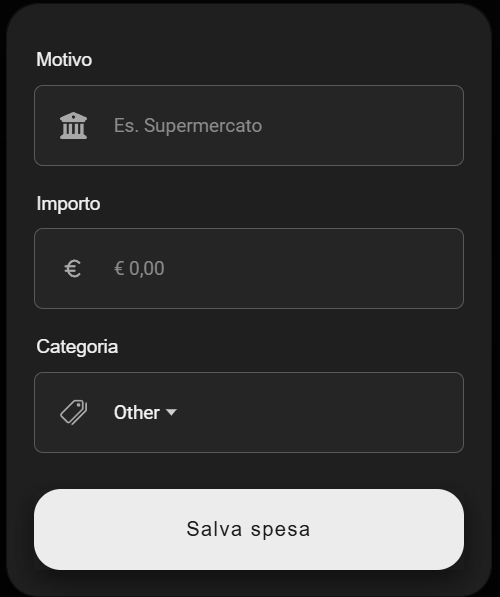 Motivo
Es. Supermercato
Importo
€ 0,00
Categoria
Other
Salva spesa